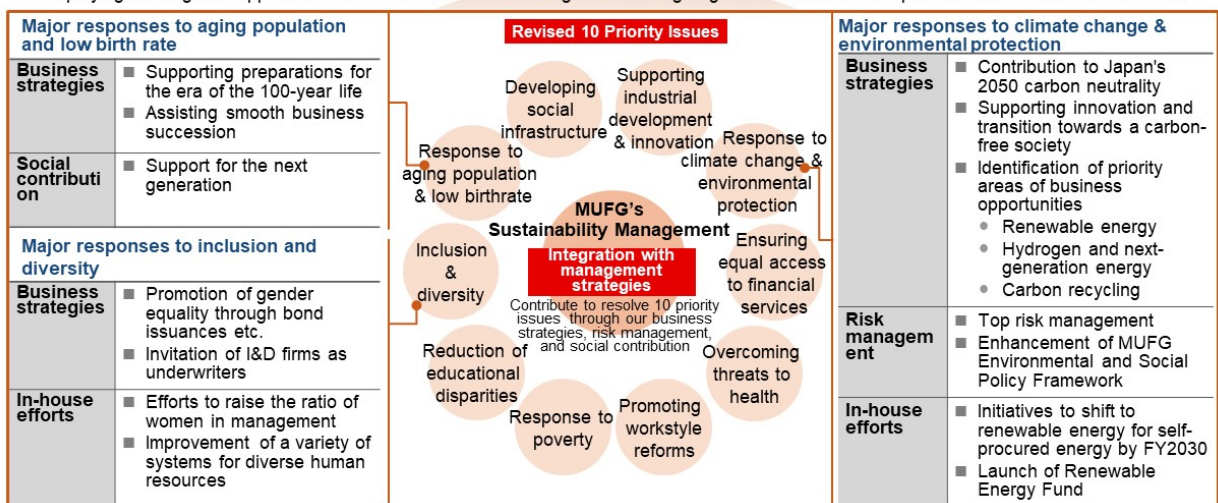 Major responses to aging population
and low birth rate
Business
strategies
■ Supporting preparations for
the era of the 100-year life
■ Assisting smooth business
succession
Social
contributi
on
■ Support for the next
generation
Major responses to inclusion and
diversity
Business
strategies
■ Promotion of gender
equality through bond
issuances etc.
■ Invitation of I&D firms as
underwriters
In-house
efforts
■ Efforts to raise the ratio of
women in management
■ Improvement of a variety of
systems for diverse human
resources
Revised 10 Priority Issues
Developing
social
infrastructure
Supporting
industrial
development
& innovation
Response to
aging population
& low birthrate
Response to
climate change &
environmental
protection
MUFG's
Sustainability Management
Integration with
management
strategies
Contribute to resolve 10 priority
issues through our business
strategies, risk management,
and social contribution
Inclusion
&
diversity
Ensuring
equal access
to financial
services
Reduction of
educational
disparities
Overcoming
threats to
health
Response to
poverty
Promoting
workstyle
reforms
Major responses to climate change &
environmental protection
Business
strategies
■ Contribution to Japan's
2050 carbon neutrality
■ Supporting innovation and
transition towards a carbon-
free society
■ Identification of priority
areas of business
opportunities
● Renewable energy
● Hydrogen and next-
generation energy
● Carbon recycling
Risk
managem
ent
■ Top risk management
■ Enhancement of MUFG
Environmental and Social
Policy Framework
In-house
efforts
■ Initiatives to shift to
renewable energy for self-
procured energy by FY2030
■ Launch of Renewable
Energy Fund